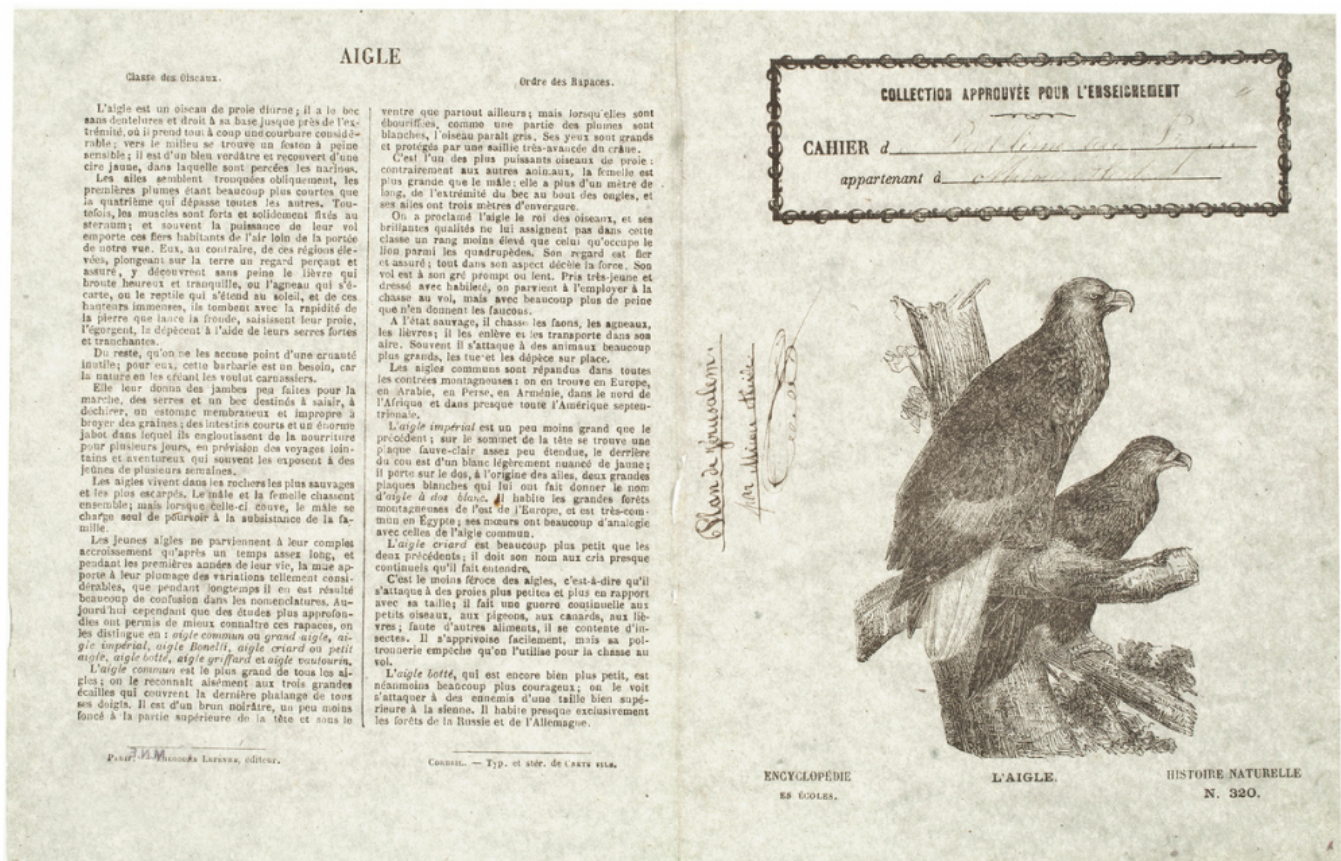 AIGLE
Classe des Oiseaux.
Ordre des Rapaces.
L'aigle est un oiseau de proie diurne; il a le bec
sans dentelures et droit à sa base jusque près de l'ex-
trémité, où il prend tout à coup une courbure considé-
rable; vers le milieu se trouve un feston à peine
sensible; il est d'un bleu verdâtre et recouvert d'une
cire jaune, dans laquelle sont percées les narines.
Les ailes semblent tronquées obliquement, les
premières plumes étant beaucoup plus courtes que
la quatrième qui dépasse toutes les autres. Tou-
tefois, les muscles sont forts et solidement fixés au
sternum; et souvent la puissance de leur vol
emporte ces fiers habitants de l'air loin de la portée
de notre vue. Eux, au contraire, de ces régions éle-
vées, plongeant sur la terre un regard perçant et
assuré, y découvrent sans peine le lièvre qui
broute heureux et tranquille, ou l'agneau qui s'é-
carte, ou le reptile qui s'étend au soleil, et de ces
hauteurs immenses, ils tombent avec la rapidité de
la pierre que lance la fronde, saisissent leur proie,
l'égorgent, la dépècent à l'aide de leurs serres fortes
et tranchantes.
Du reste, qu'on ne les accuse point d'une cruauté
inutile; pour eux, cette barbarie est un besoin, car
la nature en les créant les voulut carnassiers.
Elle leur donna des jambes peu faites pour la
marche, des serres et un bec destinés à saisir, à
déchirer, un estomac membraneux et impropre à
broyer des graines; des intestins courts et un énorme
jabot dans lequel ils engloutissent de la nourriture
pour plusieurs jours, en prévision des voyages loin-
tains et aventureux qui souvent les exposent à des
jeûnes de plusieurs semaines.
Les aigles vivent dans les rochers les plus sauvages
et les plus escarpés. Le mâle et la femelle chassent
ensemble; mais lorsque celle-ci couve, le mâle se
charge seul de pourvoir à la subsistance de la fa-
mille.
Les jeunes aigles ne parviennent à leur complet
accroissement qu'après un temps assez long, et
pendant les premières années de leur vie, la mue ap-
porte à leur plumage des variations tellement consi-
dérables, que pendant longtemps il en est résulté
beaucoup de confusion dans les nomenclatures. Au-
jourd'hui cependant que des études plus approfon-
dies ont permis de mieux connaître ces rapaces, on
les distingue en : aigle commun ou grand aigle, ai-
gle impérial, aigle Bonelli, aigle criard ou petit
aigle, aigle botté, aigle griffard et aigle vautourin.
L'aigle commun est le plus grand de tous les ai-
gles; on le reconnaît aisément aux trois grandes
écailles qui couvrent la dernière phalange de tous
ses doigts. Il est d'un brun noirâtre, un peu moins
foncé à la partie supérieure de la tête et sous le
ventre que partout ailleurs; mais lorsqu'elles sont
ébouriffées, comme une partie des plumes sont
blanches, l'oiseau paraît gris. Ses yeux sont grands
et protégés par une saillie très-avancée du crâne.
C'est l'un des plus puissants oiseaux de proie :
contrairement aux autres animaux, la femelle est
plus grande que le mâle; elle a plus d'un mètre de
long, de l'extrémité du bec au bout des ongles, et
ses ailes ont trois mètres d'envergure.
On a proclamé l'aigle le roi des oiseaux, et ses
brillantes qualités ne lui assignent pas dans cette
classe un rang moins élevé que celui qu'occupe le
lion parmi les quadrupèdes. Son regard est fier
et assuré; tout dans son aspect décèle la force. Son
vol est à son gré prompt ou lent. Pris très-jeune et
dressé avec habileté, on parvient à l'employer à la
chasse au vol, mais avec beaucoup plus de peine
que n'en donnent les faucons.
A l'état sauvage, il chasse les faons, les agneaux,
les lièvres; il les enlève et les transporte dans son
aire. Souvent il s'attaque à des animaux beaucoup
plus grands, les tue et les dépèce sur place.
Les aigles communs sont répandus dans toutes
les contrées montagneuses : on en trouve en Europe,
en Arabie, en Perse, en Arménie, dans le nord de
l'Afrique et dans presque toute l'Amérique septen-
trionale.
L'aigle impérial est un peu moins grand que le
précédent; sur le sommet de la tête se trouve une
plaque fauve-clair assez peu étendue, le derrière
du cou est d'un blanc légèrement nuancé de jaune;
il porte sur le dos, à l'origine des ailes, deux grandes
plaques blanches qui lui ont fait donner le nom
d'aigle à dos blanc. Il habite les grandes forêts
montagneuses de l'est de l'Europe, et est très-com-
mun en Égypte; ses mœurs ont beaucoup d'analogie
avec celles de l'aigle commun.
L'aigle criard est beaucoup plus petit que les
deux précédents; il doit son nom aux cris presque
continuels qu'il fait entendre.
C'est le moins féroce des aigles, c'est-à-dire qu'il
s'attaque à des proies plus petites et plus en rapport
avec sa taille; il fait une guerre continuelle aux
petits oiseaux, aux pigeons, aux canards, aux liè-
vres; faute d'autres aliments, il se contente d'in-
sectes. Il s'apprivoise facilement, mais sa pol-
tronnerie empêche qu'on l'utilise pour la chasse au
vol.
L'aigle botté, qui est encore bien plus petit, est
néanmoins beaucoup plus courageux; on le voit
s'attaquer à des ennemis d'une taille bien supé-
rieure à la sienne. Il habite presque exclusivement
les forêts de la Russie et de l'Allemagne.
PARIS. THÉODORE LEFÈVRE, éditeur.
M.N.E.
CORBEIL. — Typ. et stér. de CRÉTÉ FILS.
COLLECTION APPROUVÉE POUR L'ENSEIGNEMENT
CAHIER d
appartenant à
Plan de Jérusalem
par
ENCYCLOPÉDIE
ES ÉCOLES.
L'AIGLE.
HISTOIRE NATURELLE
N. 320.